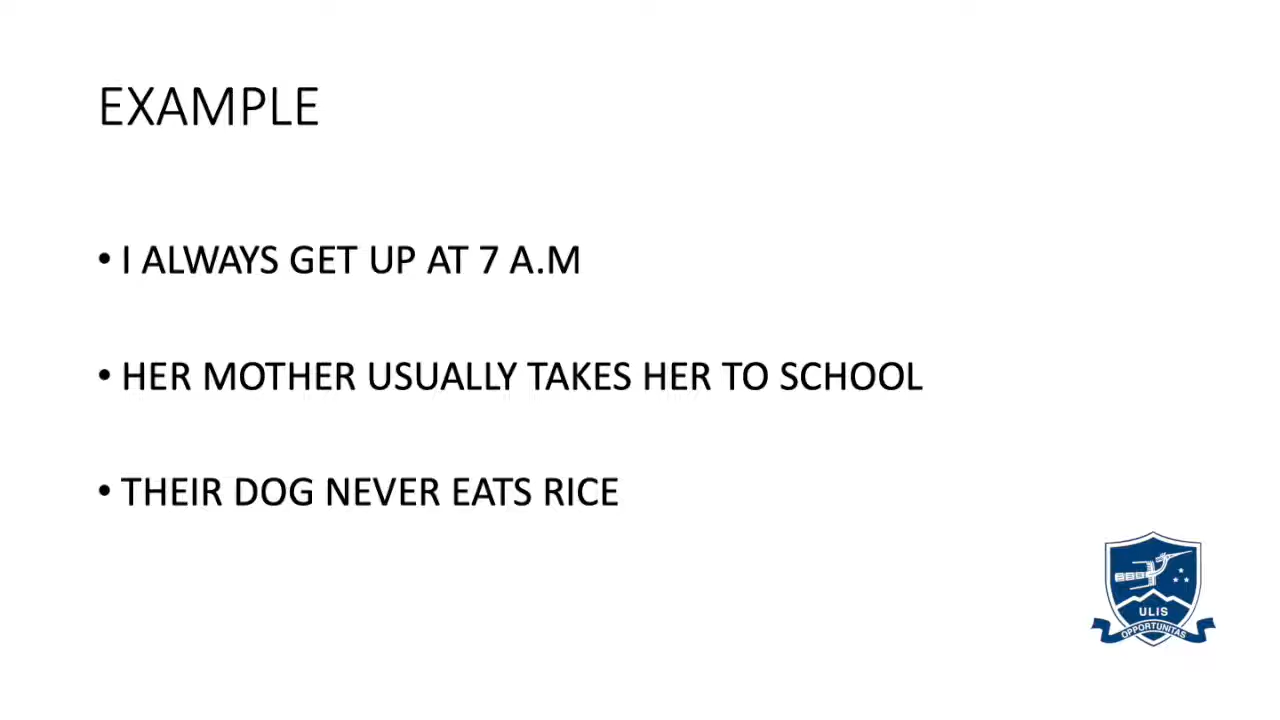 EXAMPLE
• I ALWAYS GET UP AT 7 A.M
• HER MOTHER USUALLY TAKES HER TO SCHOOL
• THEIR DOG NEVER EATS RICE
ULIS
OPPORTUNITAS